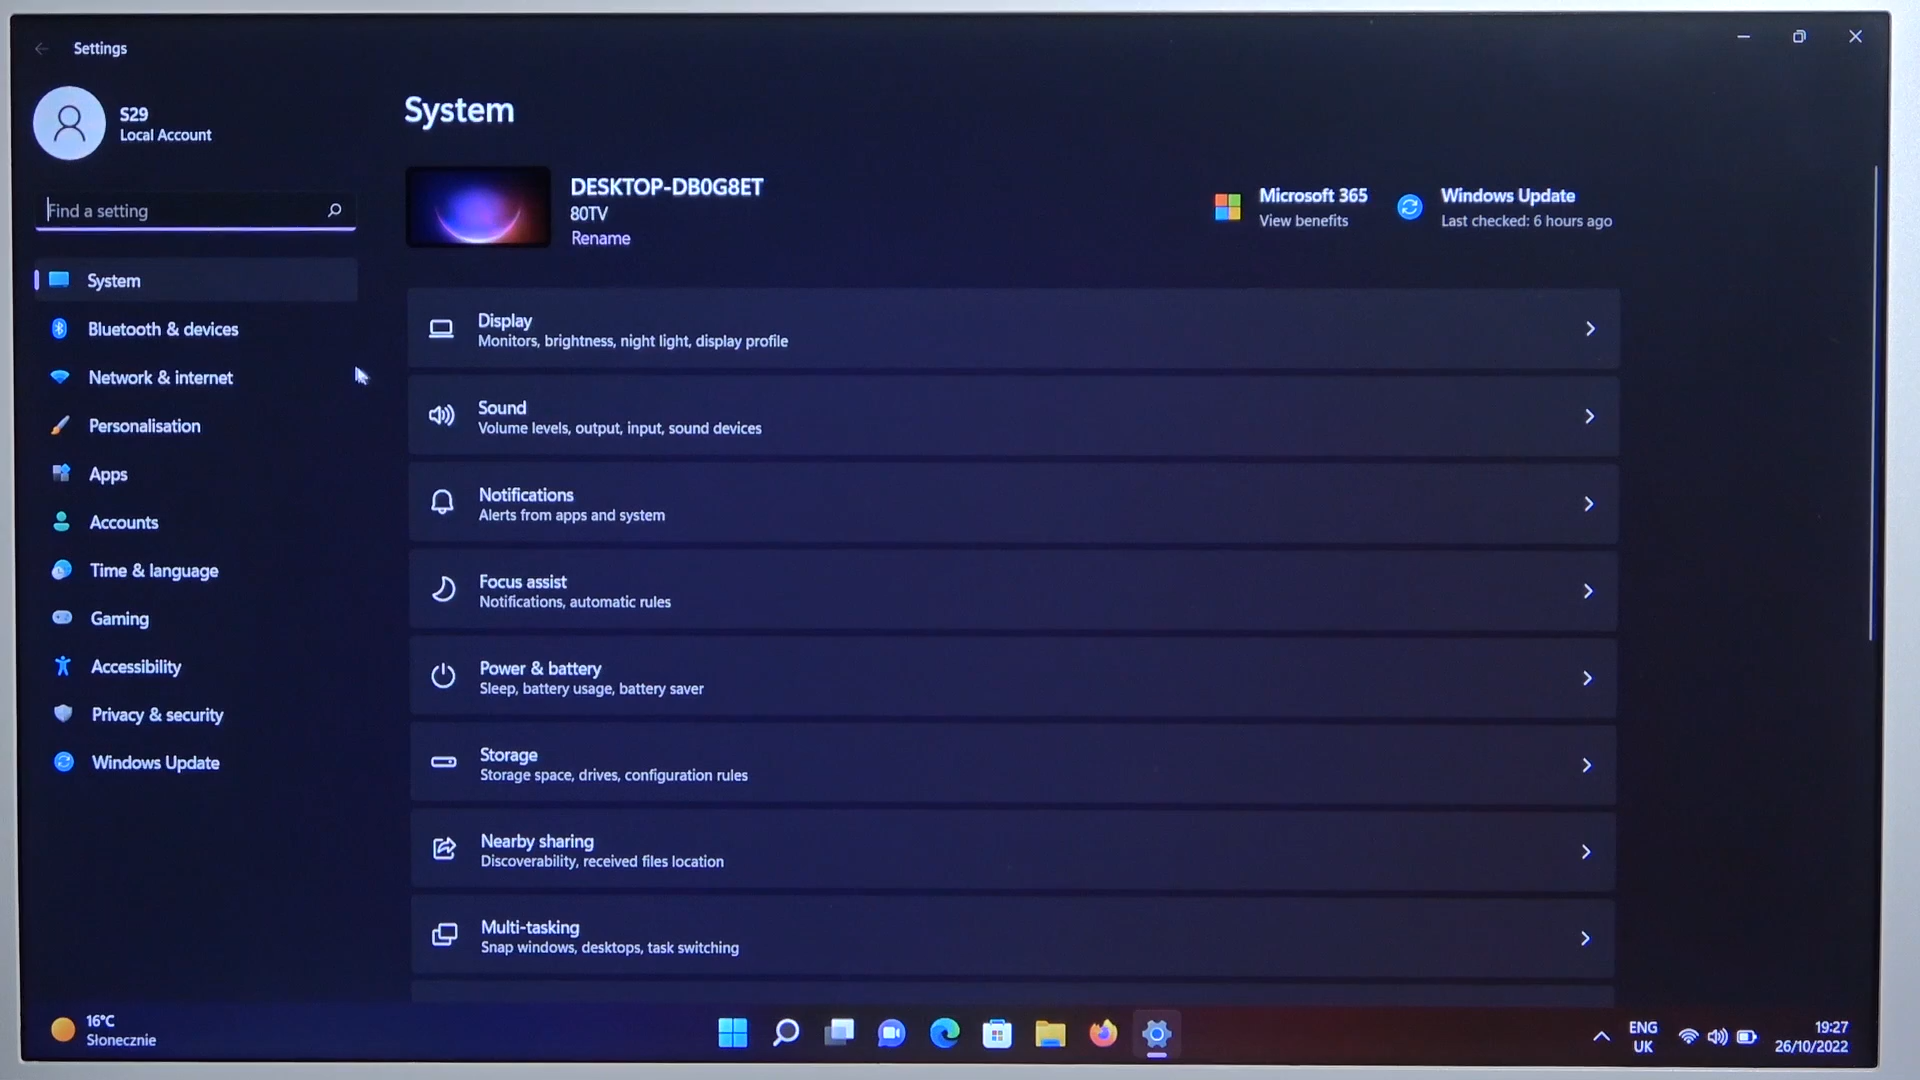 Settings
S29
Local Account
Find a setting
System
Bluetooth & devices
Network & internet
Personalisation
Apps
Accounts
Time & language
Gaming
Accessibility
Privacy & security
Windows Update
System
DESKTOP-DB0G8ET
80TV
Rename
Microsoft 365
View benefits
Windows Update
Last checked: 6 hours ago
Display
Monitors, brightness, night light, display profile
Sound
Volume levels, output, input, sound devices
Notifications
Alerts from apps and system
Focus assist
Notifications, automatic rules
Power & battery
Sleep, battery usage, battery saver
Storage
Storage space, drives, configuration rules
Nearby sharing
Discoverability, received files location
Multi-tasking
Snap windows, desktops, task switching
16°C
Słonecznie
ENG
UK
19:27
26/10/2022